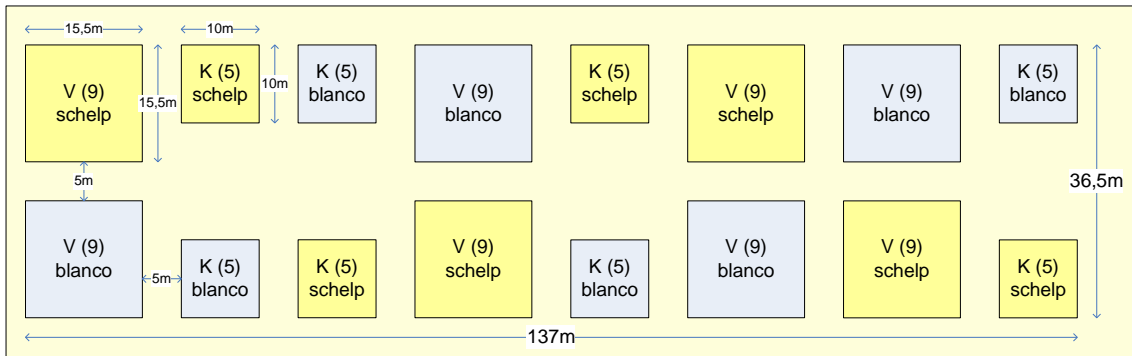 15,5m
10m
V (9)
schelp
15,5m
K (5)
schelp
10m
K (5)
blanco
V (9)
blanco
K (5)
schelp
V (9)
schelp
V (9)
blanco
K (5)
blanco
5m
36,5m
V (9)
blanco
5m
K (5)
blanco
K (5)
schelp
V (9)
schelp
K (5)
blanco
V (9)
blanco
V (9)
schelp
K (5)
schelp
137m